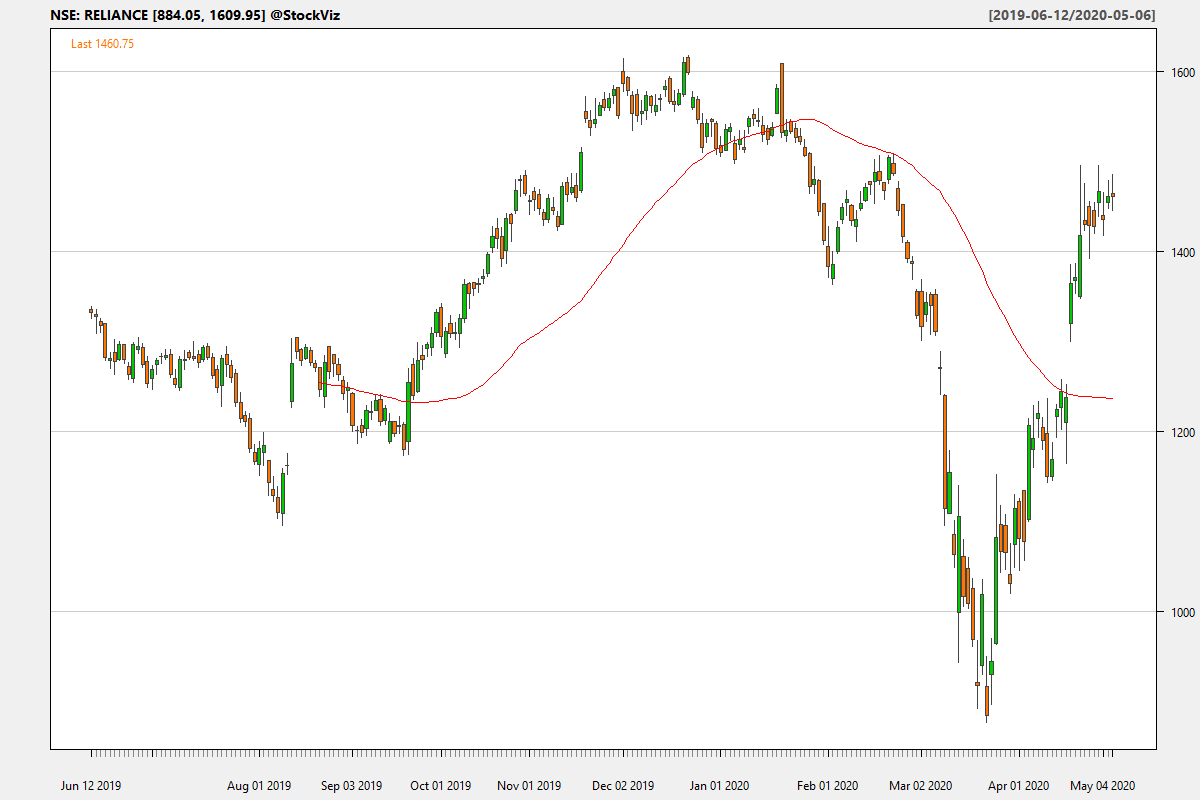 NSE: RELIANCE [884.05, 1609.95] @StockViz [2019-06-12/2020-05-06]
Last 1460.75
1600
1400
1200
1000
Jun 12 2019 Aug 01 2019 Sep 03 2019 Oct 01 2019 Nov 01 2019 Dec 02 2019 Jan 01 2020 Feb 01 2020 Mar 02 2020 Apr 01 2020 May 04 2020